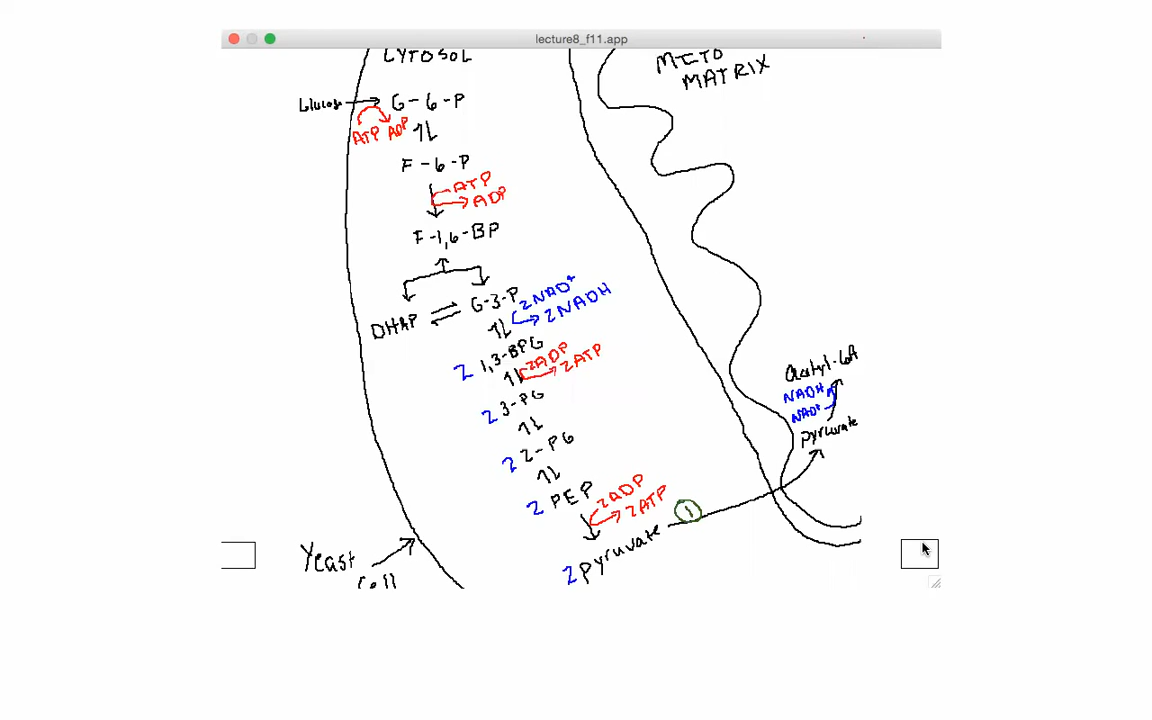 lecture8_f11.app
CYTOSOL
MITO
MATRIX
Glucose
G-6-P
ATP ADP
F-6-P
ATP
ADP
F-1,6-BP
DHAP
G-3-P
2NAD+
2NADH
2 1,3-BPG
2ADP
2ATP
2 3-PG
2 2-PG
2 PEP
2ADP
2ATP
2 pyruvate
1
Acetyl-CoA
NADH
NAD+
pyruvate
Yeast
Cell